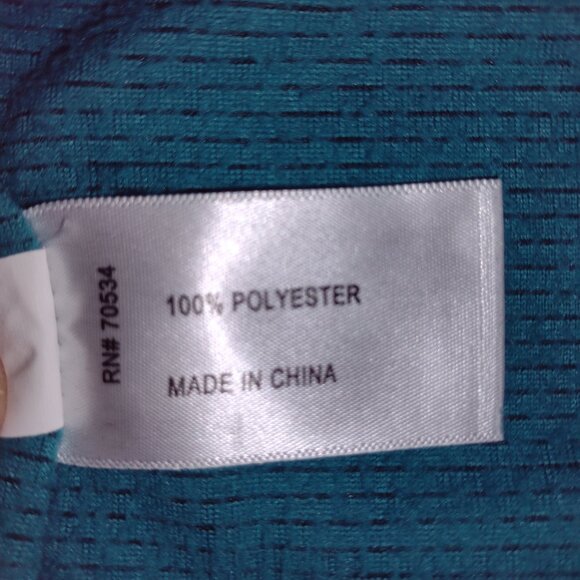 RN# 70534
100% POLYESTER
MADE IN CHINA